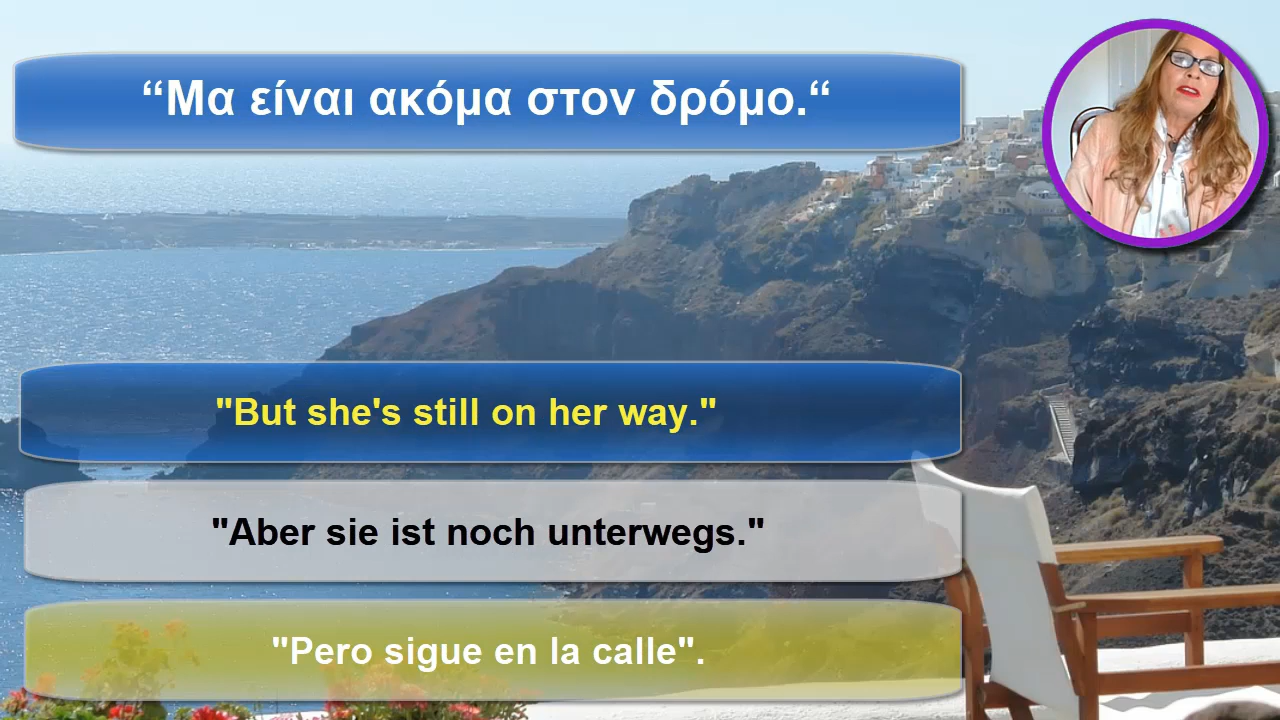 “Μα είναι ακόμα στον δρόμο.“
"But she's still on her way."
"Aber sie ist noch unterwegs."
"Pero sigue en la calle".